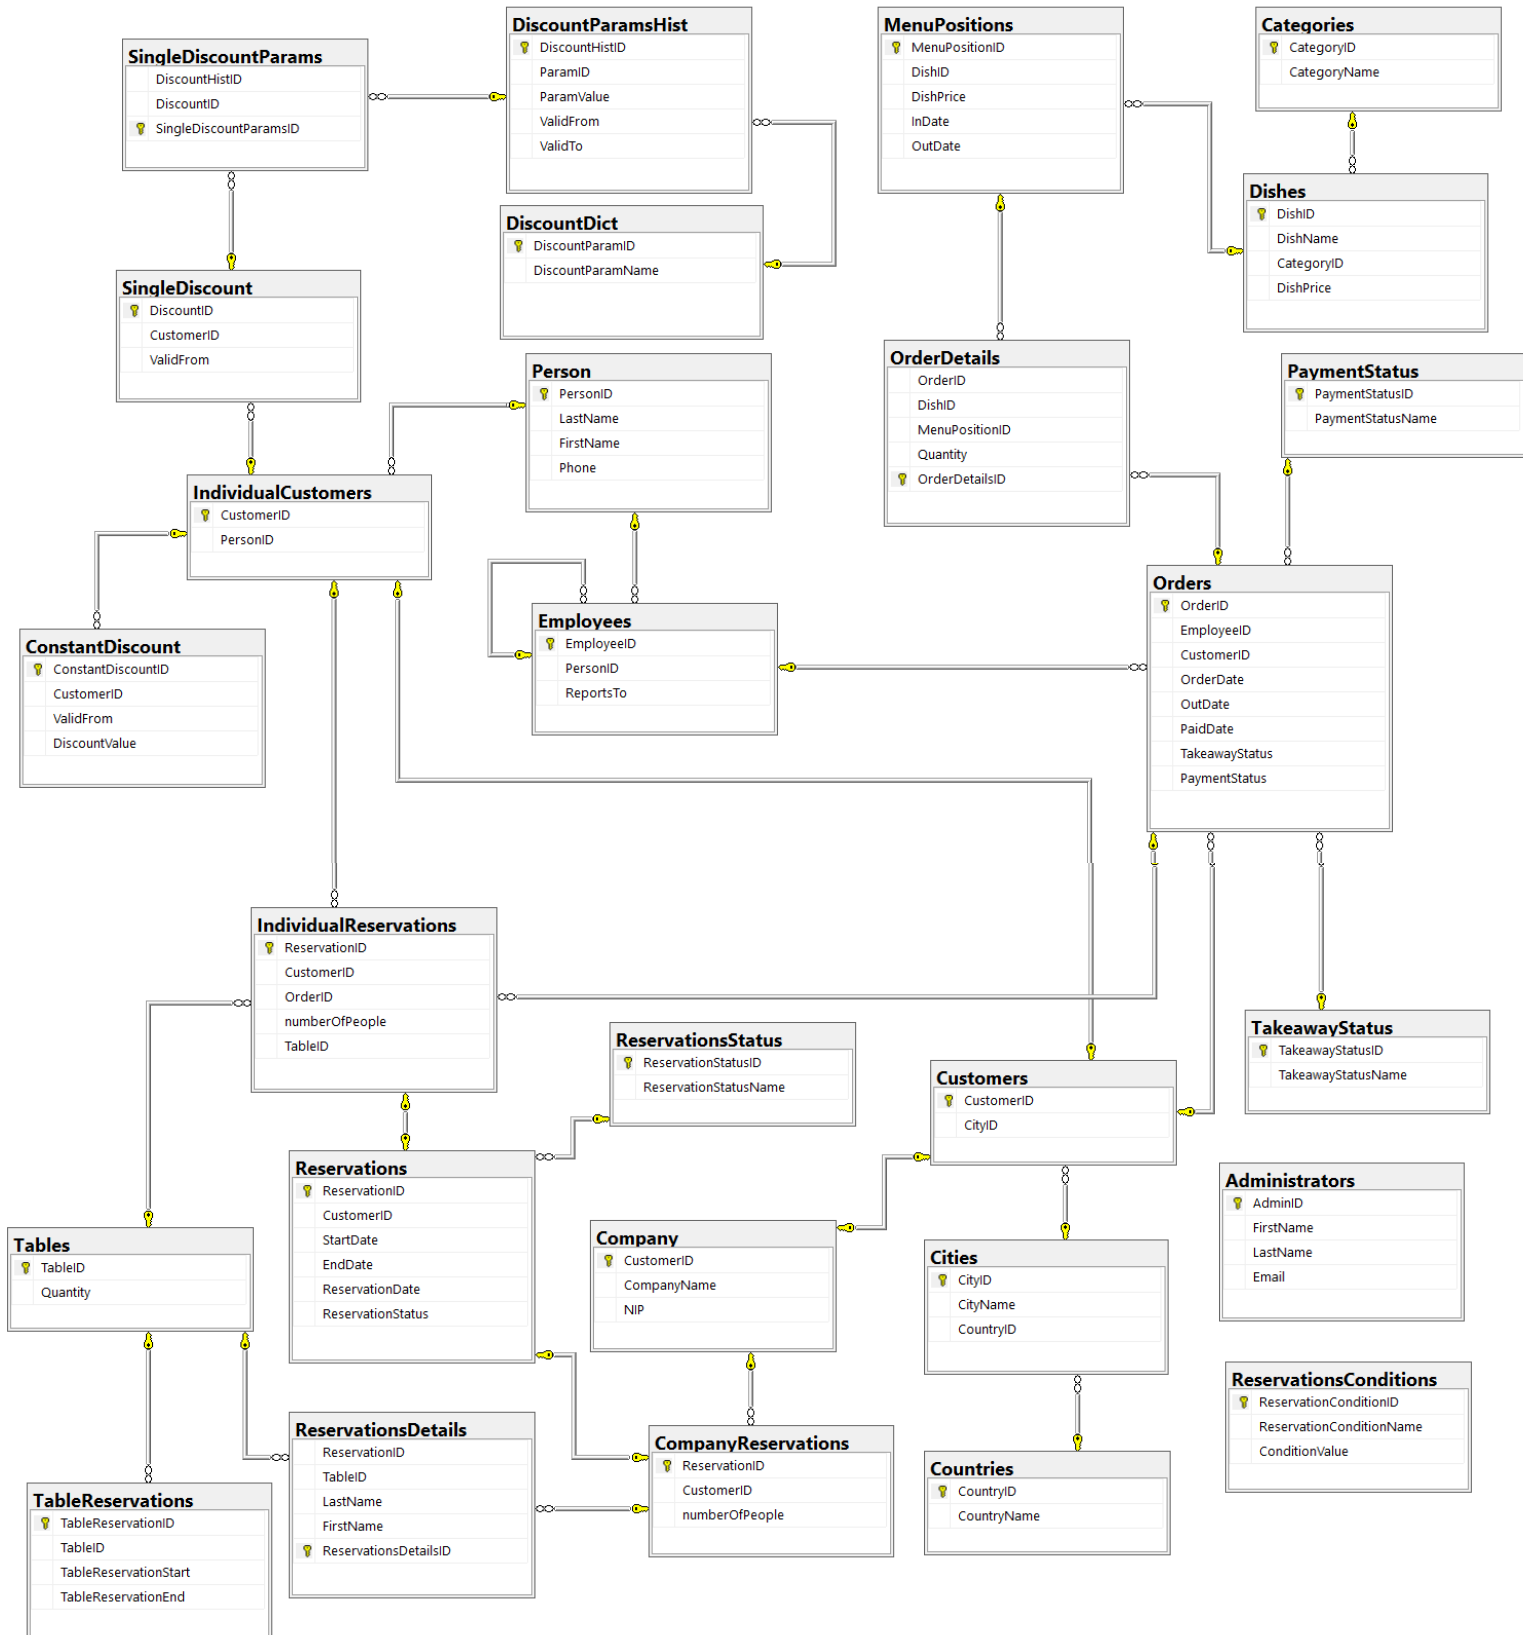 SingleDiscountParams
DiscountHistID
DiscountID
SingleDiscountParamsID
DiscountParamsHist
DiscountHistID
ParamID
ParamValue
ValidFrom
ValidTo
MenuPositions
MenuPositionID
DishID
DishPrice
InDate
OutDate
Categories
CategoryID
CategoryName
DiscountDict
DiscountParamID
DiscountParamName
Dishes
DishID
DishName
CategoryID
DishPrice
SingleDiscount
DiscountID
CustomerID
ValidFrom
Person
PersonID
LastName
FirstName
Phone
OrderDetails
OrderID
DishID
MenuPositionID
Quantity
OrderDetailsID
PaymentStatus
PaymentStatusID
PaymentStatusName
IndividualCustomers
CustomerID
PersonID
ConstantDiscount
ConstantDiscountID
CustomerID
ValidFrom
DiscountValue
Employees
EmployeeID
PersonID
ReportsTo
Orders
OrderID
EmployeeID
CustomerID
OrderDate
OutDate
PaidDate
TakeawayStatus
PaymentStatus
IndividualReservations
ReservationID
CustomerID
OrderID
numberOfPeople
TableID
ReservationsStatus
ReservationStatusID
ReservationStatusName
Customers
CustomerID
CityID
TakeawayStatus
TakeawayStatusID
TakeawayStatusName
Reservations
ReservationID
CustomerID
StartDate
EndDate
ReservationDate
ReservationStatus
Administrators
AdminID
FirstName
LastName
Email
Tables
TableID
Quantity
Company
CustomerID
CompanyName
NIP
Cities
CityID
CityName
CountryID
ReservationsConditions
ReservationConditionID
ReservationConditionName
ConditionValue
ReservationsDetails
ReservationID
TableID
LastName
FirstName
ReservationsDetailsID
CompanyReservations
ReservationID
CustomerID
numberOfPeople
Countries
CountryID
CountryName
TableReservations
TableReservationID
TableID
TableReservationStart
TableReservationEnd